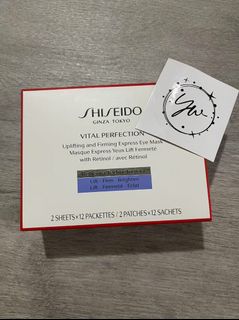 SHISEIDO
GINZA TOKYO
VITAL PERFECTION
Uplifting and Firming Express Eye Mask
Masque Express Yeux Lift Fermeté
with Retinol / avec Rétinol
Lift · Firm · Brighten
Lift · Fermeté · Éclat
2 SHEETS×12 PACKETTES / 2 PATCHES×12 SACHETS